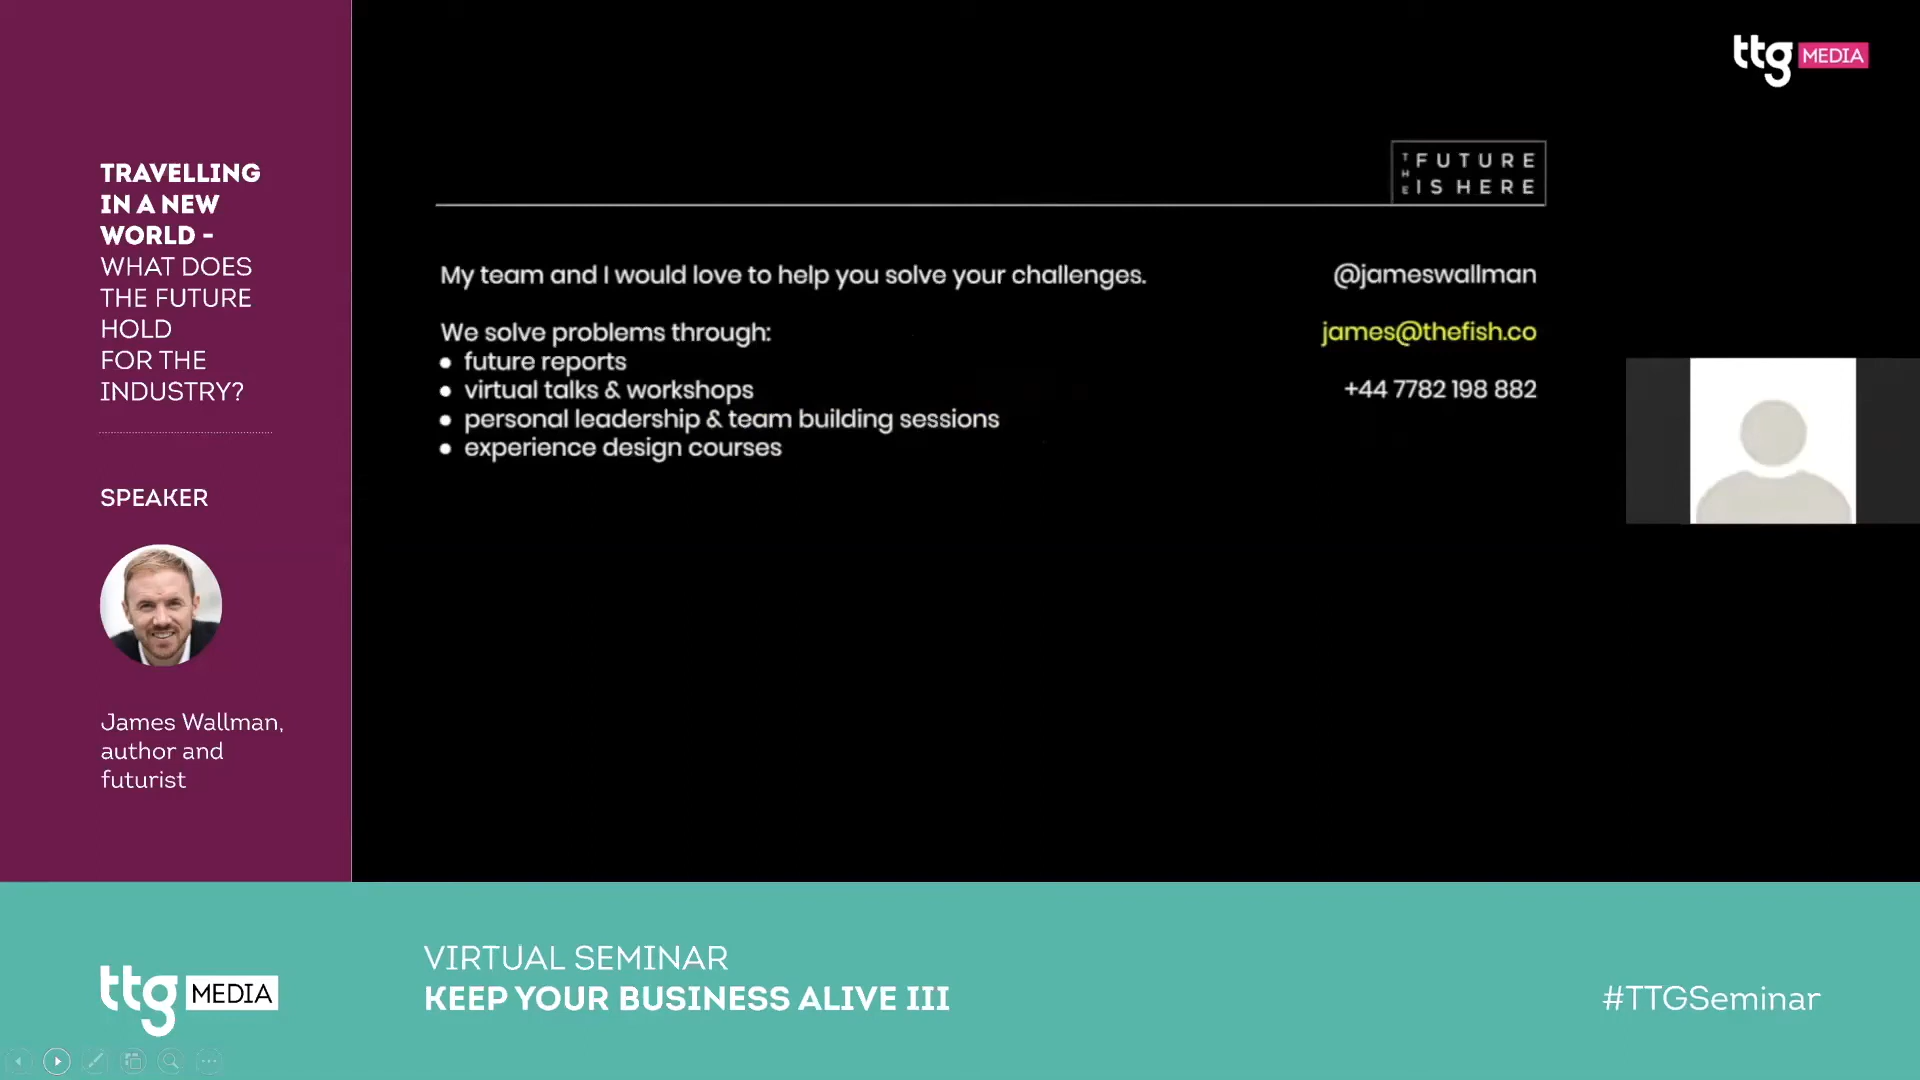 ttg MEDIA
TRAVELLING
IN A NEW
WORLD -
WHAT DOES
THE FUTURE
HOLD
FOR THE
INDUSTRY?
SPEAKER
James Wallman,
author and
futurist
THE FUTURE
IS HERE
My team and I would love to help you solve your challenges.
We solve problems through:
● future reports
● virtual talks & workshops
● personal leadership & team building sessions
● experience design courses
@jameswallman
james@thefish.co
+44 7782 198 882
ttg MEDIA
VIRTUAL SEMINAR
KEEP YOUR BUSINESS ALIVE III
#TTGSeminar